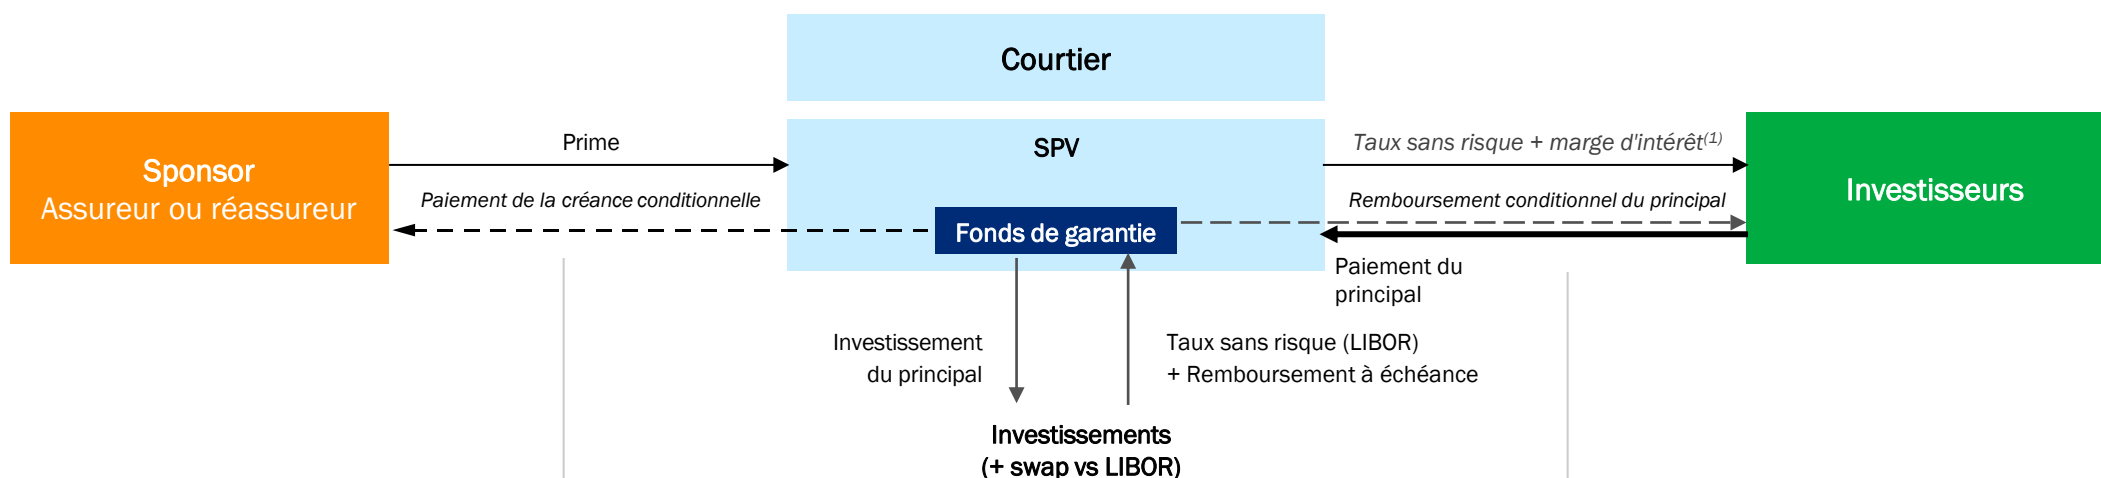 Courtier
Sponsor
Assureur ou réassureur
Prime
Paiement de la créance conditionnelle
SPV
Fonds de garantie
Taux sans risque + marge d'intérêt(1)
Remboursement conditionnel du principal
Investisseurs
Paiement du
principal
Investissement
du principal
Taux sans risque (LIBOR)
+ Remboursement à échéance
Investissements
(+ swap vs LIBOR)